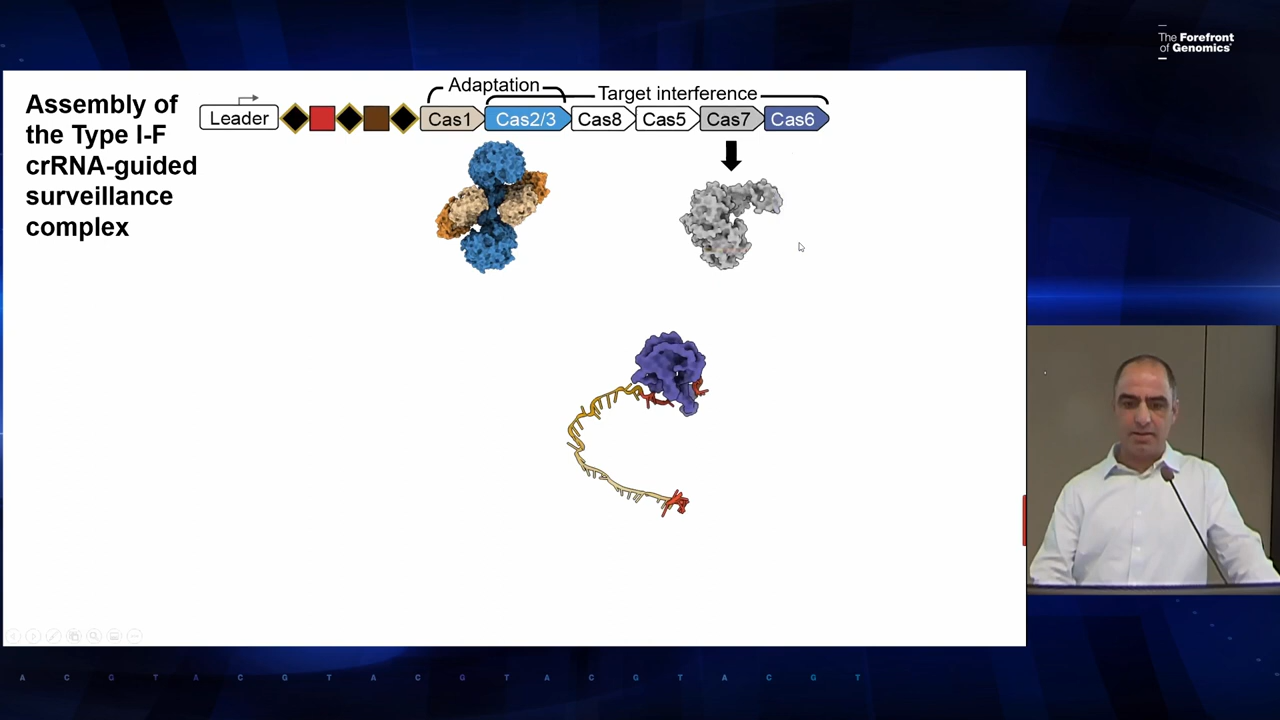 The Forefront
of Genomics
Assembly of
the Type I-F
crRNA-guided
surveillance
complex
Adaptation
Target interference
Leader
Cas1
Cas2/3
Cas8
Cas5
Cas7
Cas6
A C G T A C G T A C G T A C G T A C G T